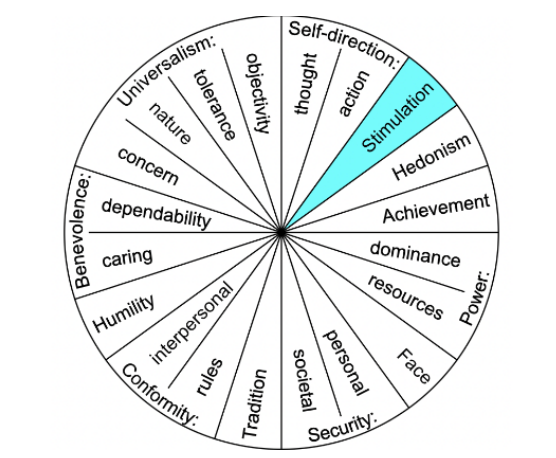 Self-direction:
thought
action
Stimulation
Hedonism
Achievement
Power:
dominance
resources
Face
Security:
personal
societal
Tradition
Conformity:
rules
interpersonal
Humility
Benevolence:
caring
dependability
Universalism:
concern
nature
tolerance
objectivity